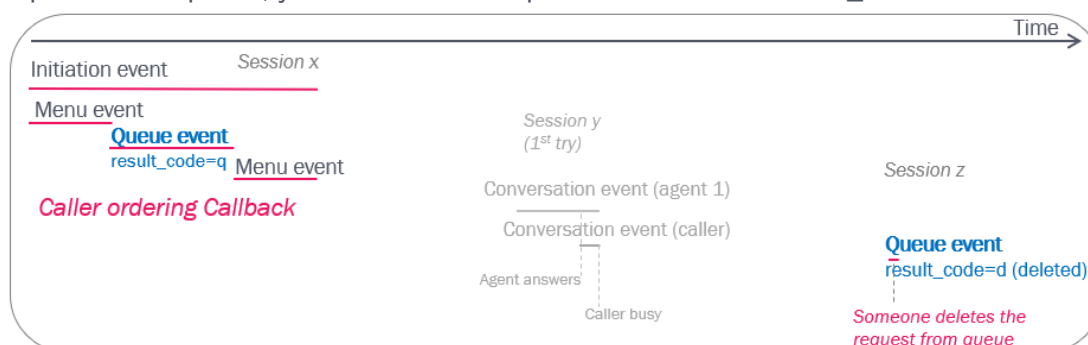 Time
Initiation event
Session x
Menu event
Queue event
result_code=q
Menu event
Caller ordering Callback
Session y
(1st try)
Conversation event (agent 1)
Conversation event (caller)
Agent answers
Caller busy
Session z
Queue event
result_code=d (deleted)
Someone deletes the
request from queue